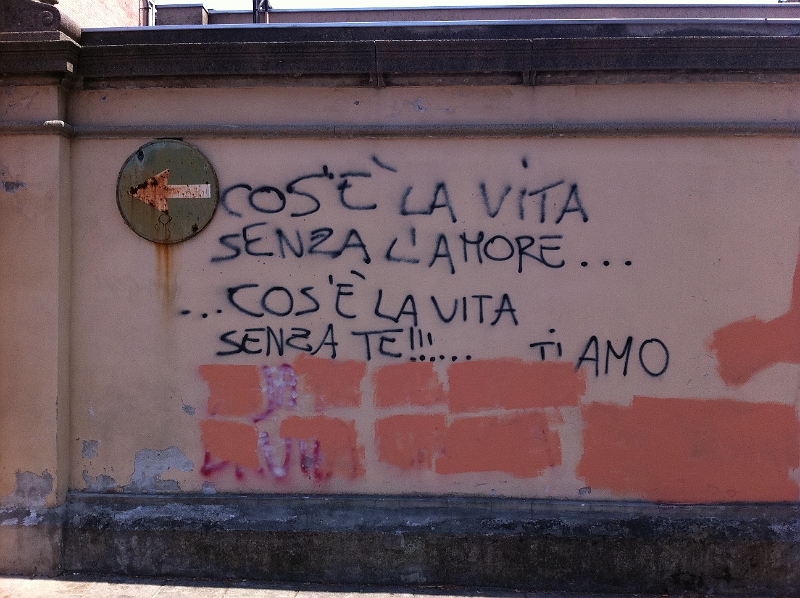 COS'È LA VITA
SENZA L'AMORE...
...COS'È LA VITA
SENZA TE!!!... TI AMO